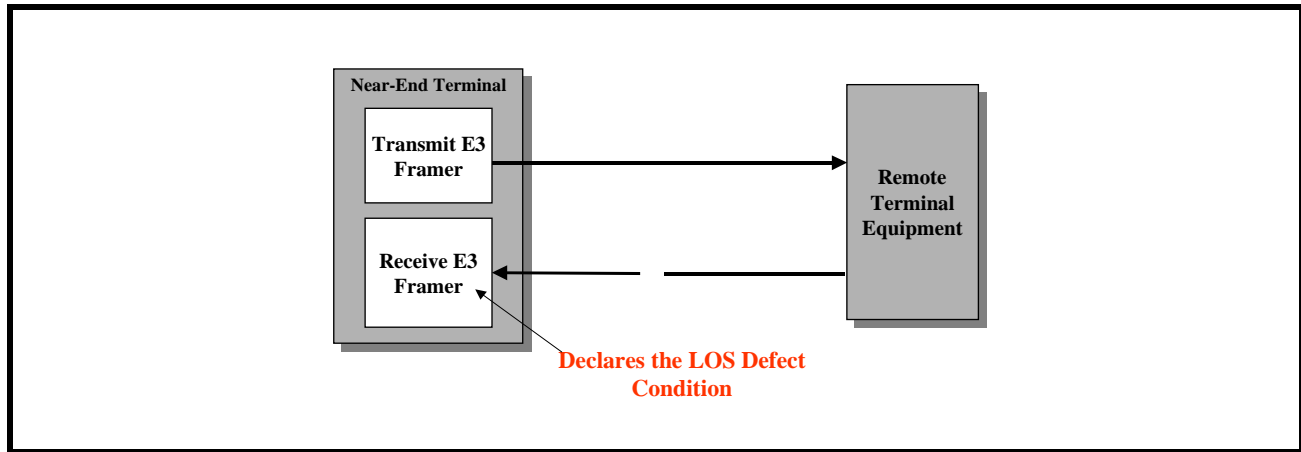 Near-End Terminal
Transmit E3
Framer
Receive E3
Framer
Remote
Terminal
Equipment
Declares the LOS Defect
Condition